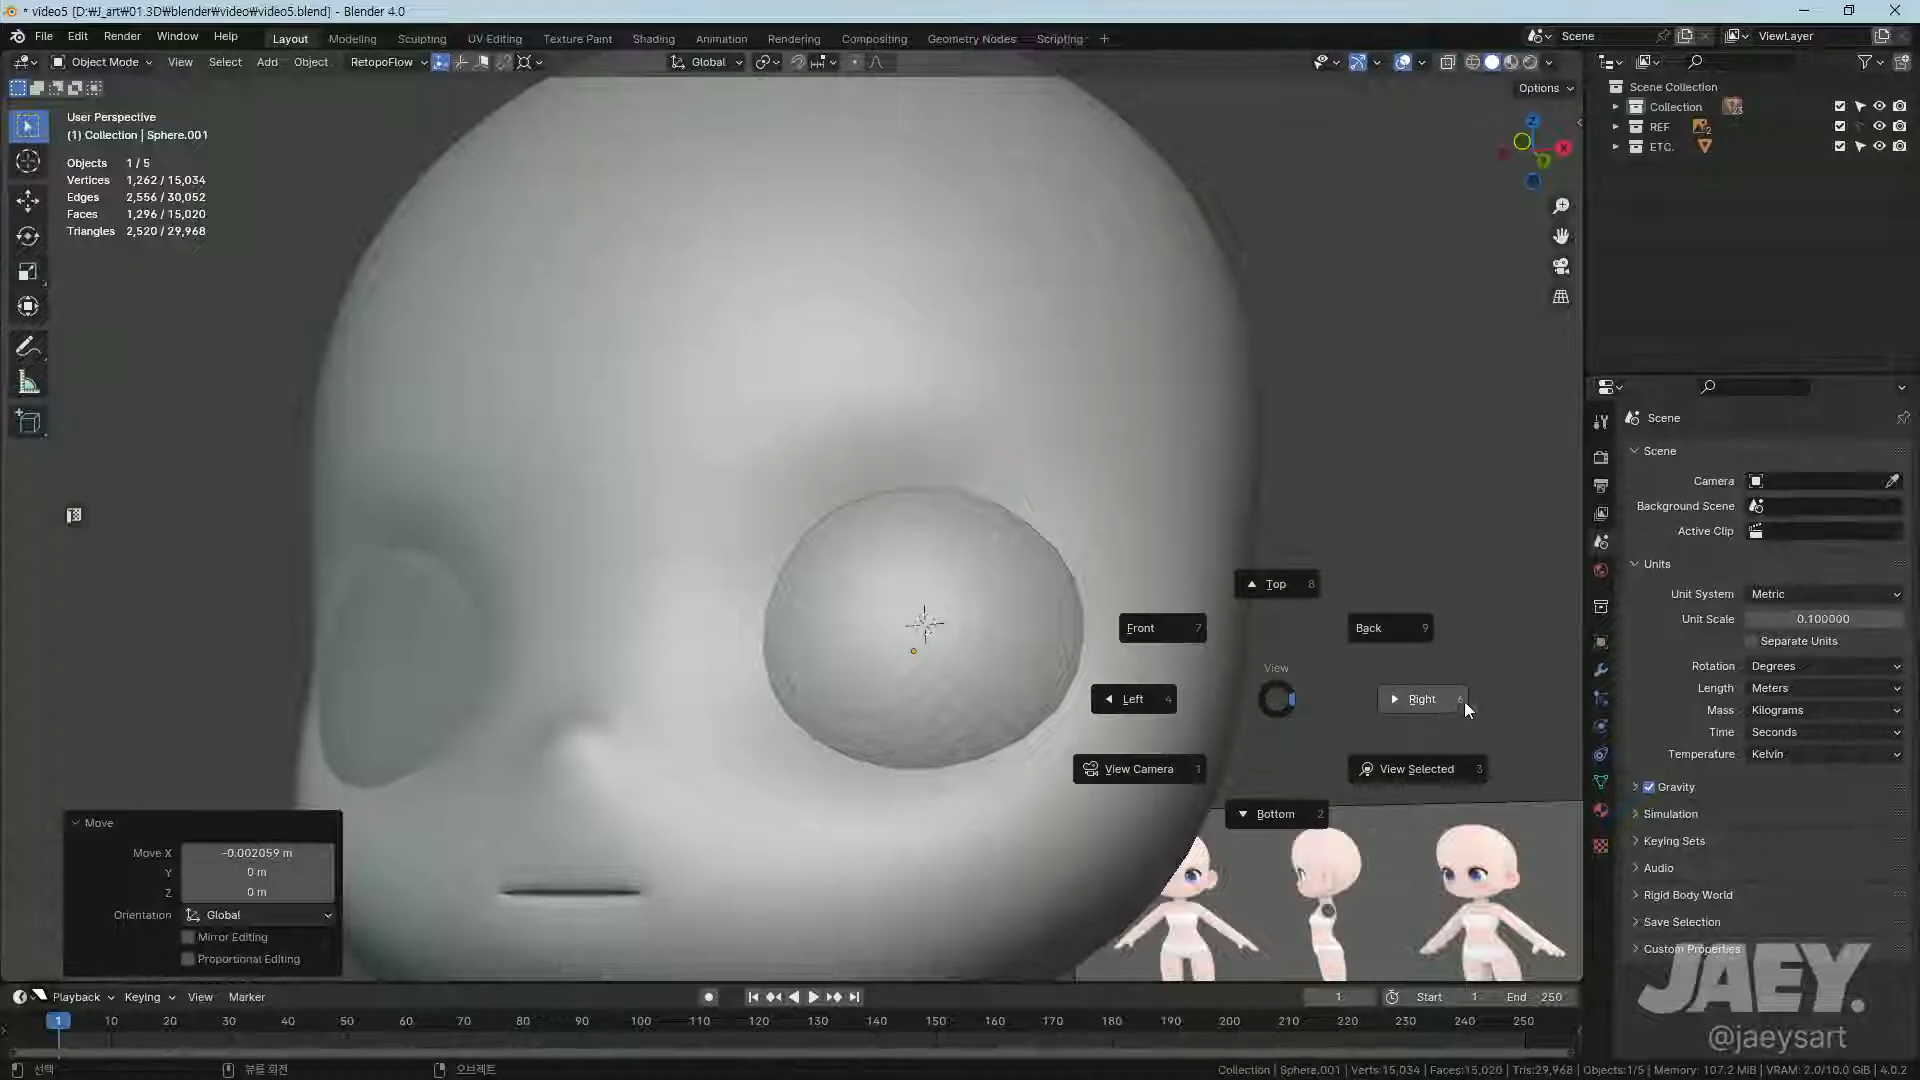 * video5 [D:₩J_art₩01.3D₩blender₩video₩video5.blend] - Blender 4.0
File Edit Render Window Help Layout Modeling Sculpting UV Editing Texture Paint Shading Animation Rendering Compositing Geometry Nodes Scripting + Scene ViewLayer
Object Mode View Select Add Object RetopoFlow Global
Options
User Perspective
(1) Collection | Sphere.001
Objects 1 / 5
Vertices 1,262 / 15,034
Edges 2,556 / 30,052
Faces 1,296 / 15,020
Triangles 2,520 / 29,968
Z
X
Scene Collection
Collection 23
REF 2
ETC.
Top 8
Front 7
Back 9
View
Left 4
Right 6
View Camera 1
View Selected 3
Bottom 2
Move
Move X -0.002059 m
Y 0 m
Z 0 m
Orientation Global
Mirror Editing
Proportional Editing
Scene
Scene
Camera
Background Scene
Active Clip
Units
Unit System Metric
Unit Scale 0.100000
Separate Units
Rotation Degrees
Length Meters
Mass Kilograms
Time Seconds
Temperature Kelvin
Gravity
Simulation
Keying Sets
Audio
Rigid Body World
Save Selection
Custom Properties
JAEY.
@jaeysart
Playback Keying View Marker 1 Start 1 End 250
1 10 20 30 40 50 60 70 80 90 100 110 120 130 140 150 160 170 180 190 200 210 220 230 240 250
선택 뷰를 회전 오브젝트 Collection | Sphere.001 | Verts:15,034 | Faces:15,020 | Tris:29,968 | Objects:1/5 | Memory: 107.2 MiB | VRAM: 2.0/10.0 GiB | 4.0.2